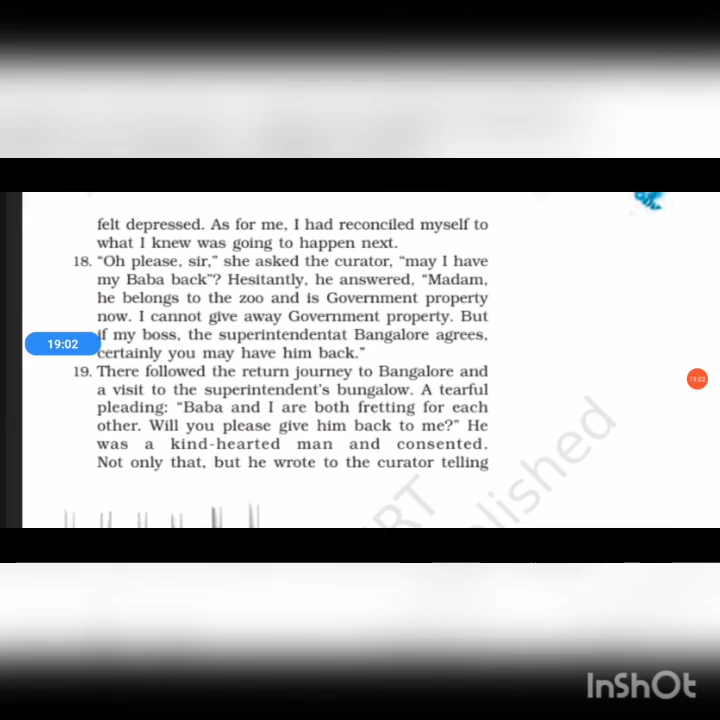 felt depressed. As for me, I had reconciled myself to
what I knew was going to happen next.
18. “Oh please, sir,” she asked the curator, “may I have
my Baba back”? Hesitantly, he answered, “Madam,
he belongs to the zoo and is Government property
now. I cannot give away Government property. But
if my boss, the superintendentat Bangalore agrees,
19:02
certainly you may have him back.”
19. There followed the return journey to Bangalore and
19:02
a visit to the superintendent’s bungalow. A tearful
pleading: “Baba and I are both fretting for each
other. Will you please give him back to me?” He
was a kind-hearted man and consented.
Not only that, but he wrote to the curator telling
InShOt